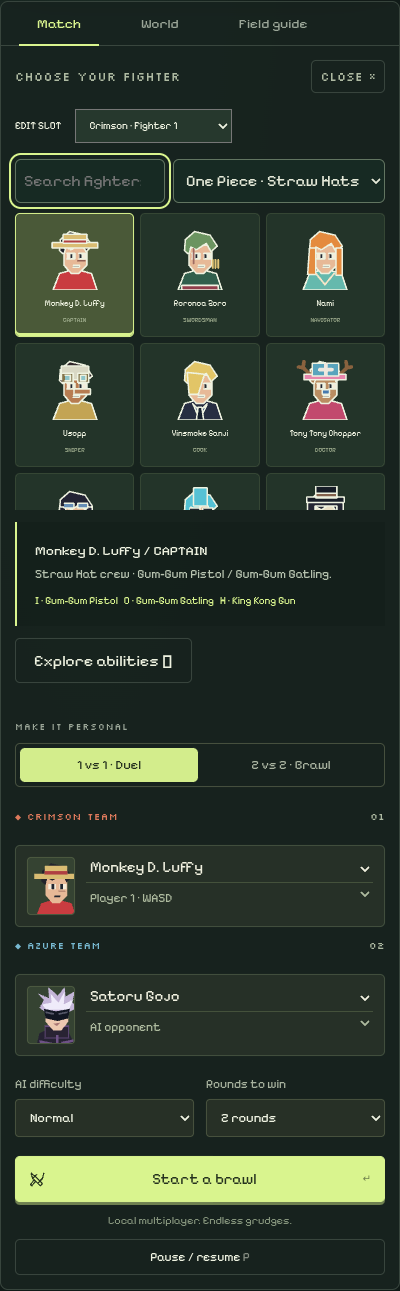 Match World Field guide
CHOOSE YOUR FIGHTER CLOSE ×
EDIT SLOT Crimson · Fighter 1
Search fighter One Piece · Straw Hats
Monkey D. Luffy Roronoa Zoro Nami
CAPTAIN SWORDSMAN NAVIGATOR
Usopp Vinsmoke Sanji Tony Tony Chopper
SNIPER COOK DOCTOR
Monkey D. Luffy / CAPTAIN
Straw Hat crew · Gum-Gum Pistol / Gum-Gum Gatling.
I · Gum-Gum Pistol O · Gum-Gum Gatling H · King Kong Gun
Explore abilities
MAKE IT PERSONAL
1 vs 1 · Duel 2 vs 2 · Brawl
◆ CRIMSON TEAM 01
Monkey D. Luffy
Player 1 · WASD
◆ AZURE TEAM 02
Satoru Gojo
AI opponent
AI difficulty Rounds to win
Normal 2 rounds
Start a brawl ↵
Local multiplayer. Endless grudges.
Pause / resume P